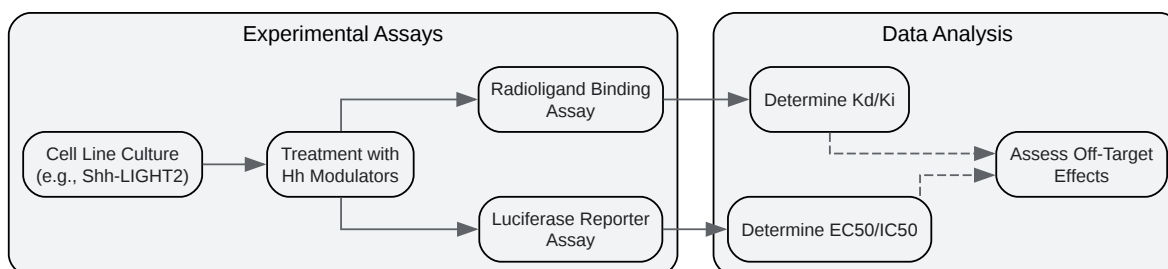 Experimental Assays
Cell Line Culture
(e.g., Shh-LIGHT2)
Treatment with
Hh Modulators
Radioligand Binding
Assay
Luciferase Reporter
Assay
Data Analysis
Determine Kd/Ki
Determine EC50/IC50
Assess Off-Target
Effects